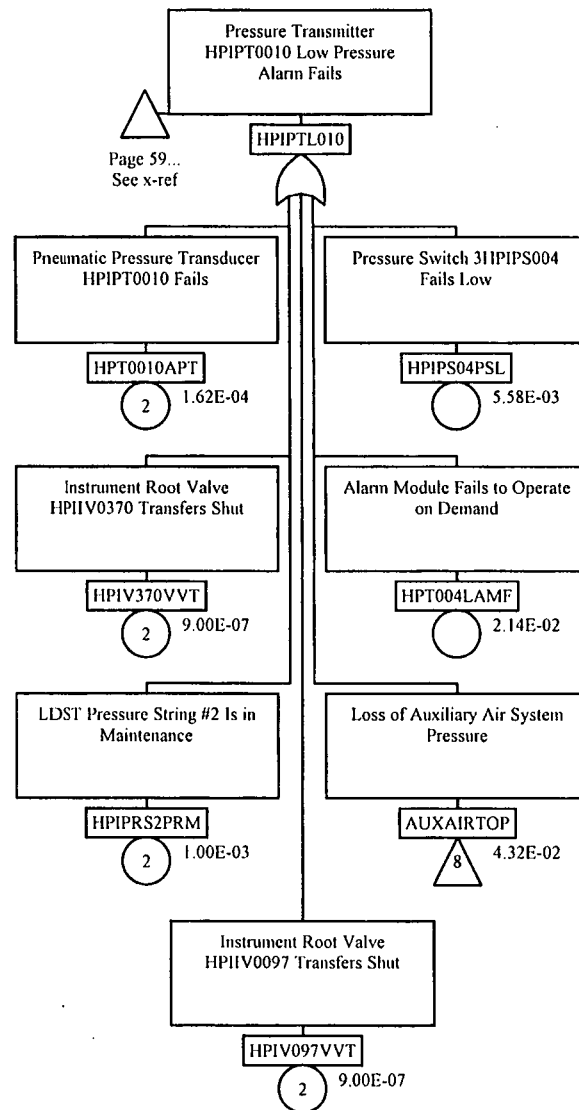 Pressure Transmitter
HPIPT0010 Low Pressure
Alarm Fails
HPIPTL010
Page 59...
See x-ref
Pneumatic Pressure Transducer
HPIPT0010 Fails
HPT0010APT
2
1.62E-04
Pressure Switch 3HPIPS004
Fails Low
HPIPS04PSL
5.58E-03
Instrument Root Valve
HPIIV0370 Transfers Shut
HPIV370VVT
2
9.00E-07
Alarm Module Fails to Operate
on Demand
HPT004LAMF
2.14E-02
LDST Pressure String #2 Is in
Maintenance
HPIPRS2PRM
2
1.00E-03
Loss of Auxiliary Air System
Pressure
AUXAIRTOP
8
4.32E-02
Instrument Root Valve
HPIIV0097 Transfers Shut
HPIV097VVT
2
9.00E-07